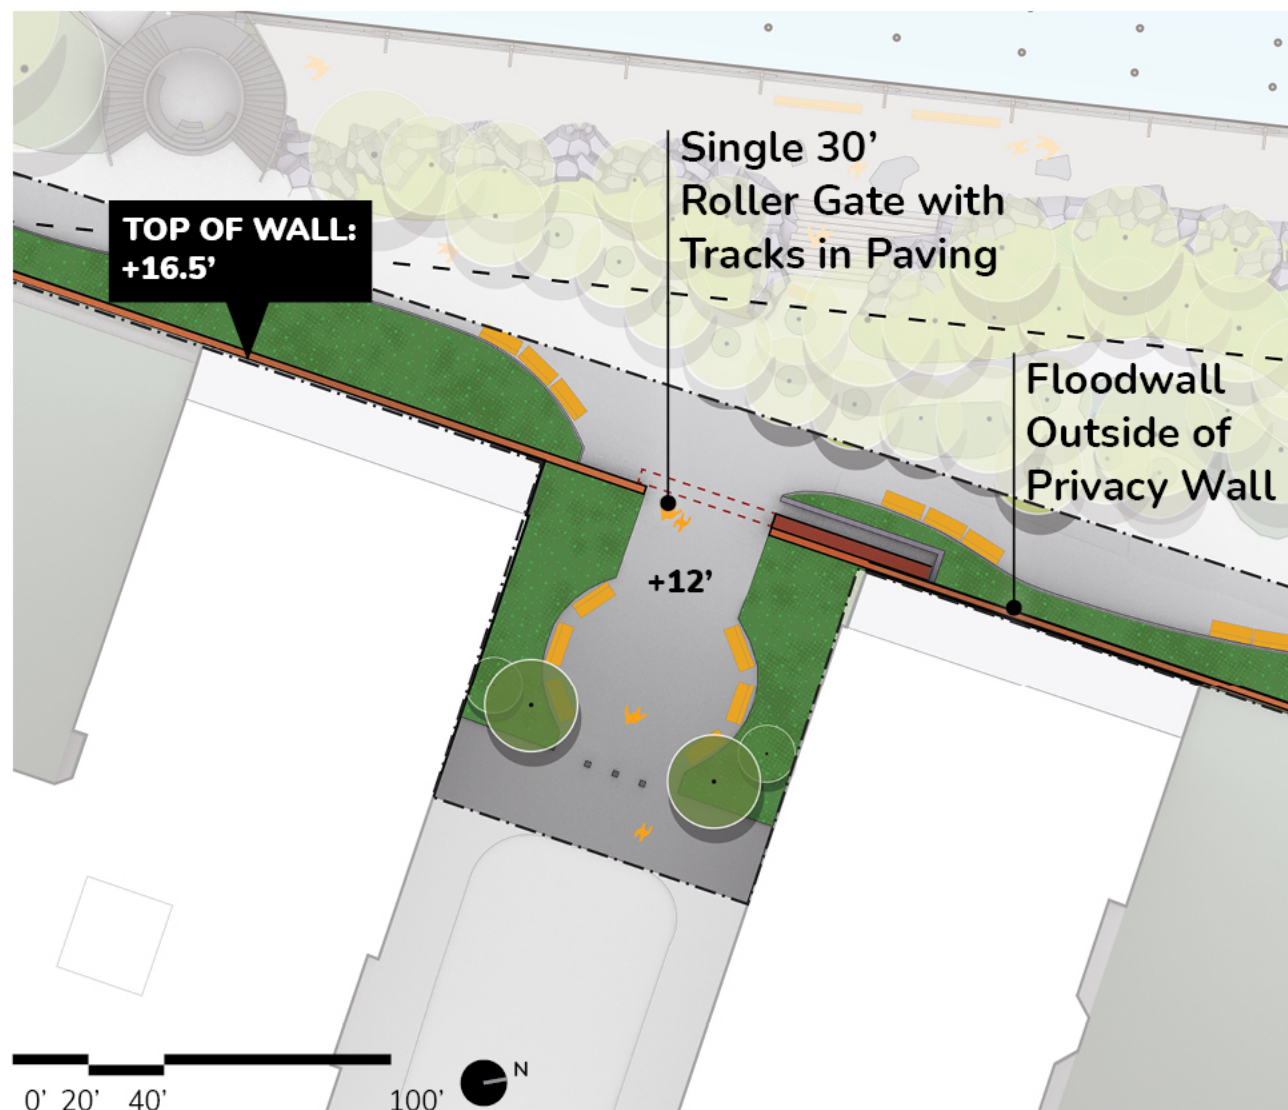 Single 30’
Roller Gate with
Tracks in Paving
TOP OF WALL:
+16.5’
Floodwall
Outside of
Privacy Wall
+12’
N
0’ 20’ 40’ 100’